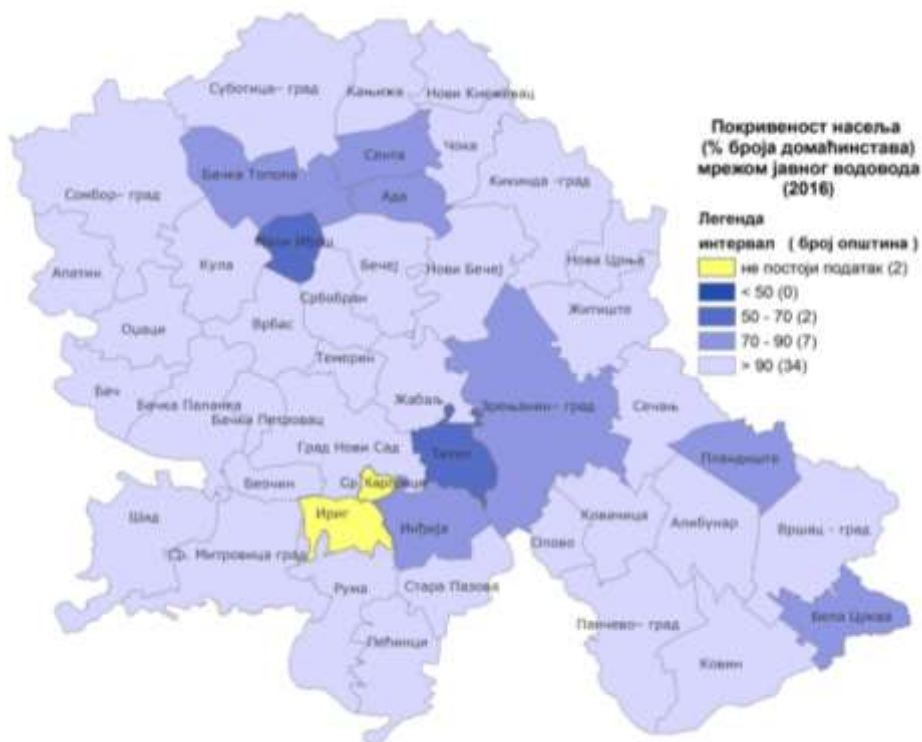 Суботица- град
Кањижа
Нови Кнежевац
Сента
Чока
Бачка Топола
Ада
Кикинда -град
Сомбор- град
Кула
Бечеј
Нови Бечеј
Нова Црња
Апатин
Србобран
Житиште
Оџаци
Врбас
Темерин
Бач
Бачка Паланка
Бачки Петровац
Жабаљ
Зрењанин- град
Сечањ
Град Нови Сад
Пландиште
Беочин
Ср. Карловци
Шид
Ириг
Инђија
Ковачица
Алибунар
Вршац - град
Ср. Митровица град
Опово
Рума
Стара Пазова
Бела Црква
Панчево- град
Пећинци
Ковин
Покривеност насеља
(% броја домаћинстава)
мрежом јавног водовода
(2016)
Легенда
интервал ( број општина )
не постоји податак (2)
< 50 (0)
50 - 70 (2)
70 - 90 (7)
> 90 (34)